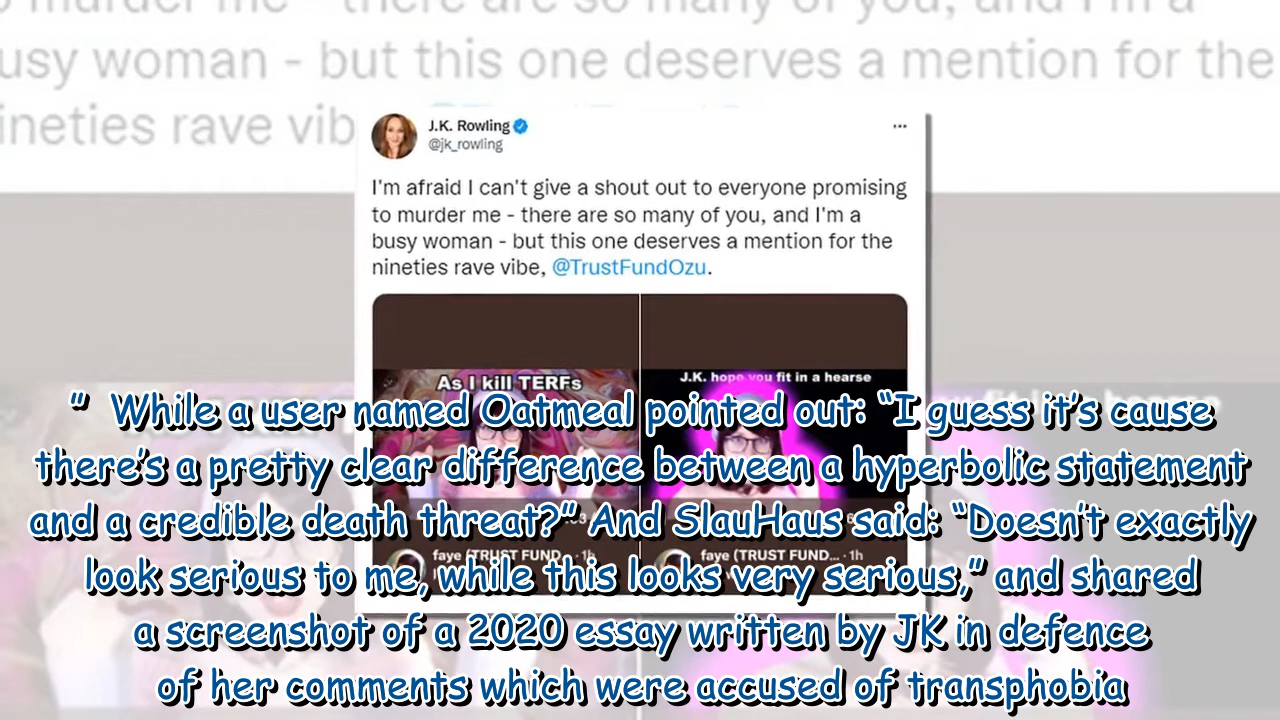 o murder me - there are so many of you, and I'm a
usy woman - but this one deserves a mention for the
ineties rave vib
J.K. Rowling
@jk_rowling
I'm afraid I can't give a shout out to everyone promising
to murder me - there are so many of you, and I'm a
busy woman - but this one deserves a mention for the
nineties rave vibe, @TrustFundOzu.
As I kill TERFs
J.K. hope you fit in a hearse
” While a user named Oatmeal pointed out: “I guess it’s cause
there’s a pretty clear difference between a hyperbolic statement
and a credible death threat?” And SlauHaus said: “Doesn’t exactly
faye (TRUST FUND... · 1h
faye (TRUST FUND... · 1h
look serious to me, while this looks very serious,” and shared
a screenshot of a 2020 essay written by JK in defence
of her comments which were accused of transphobia